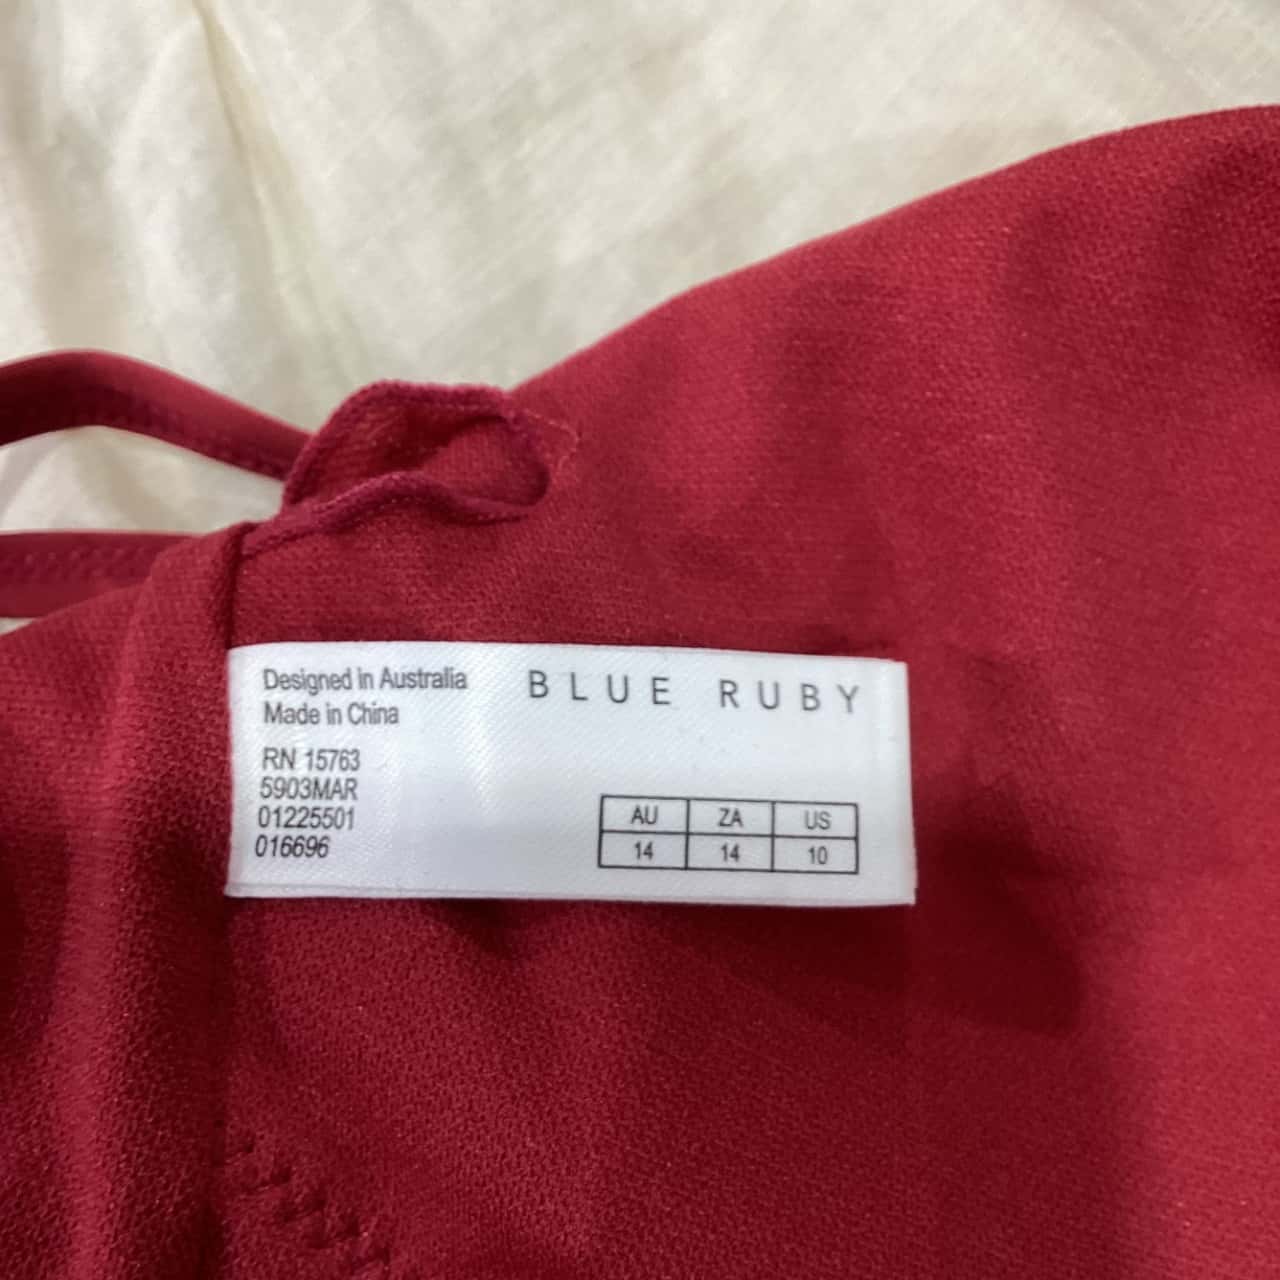 Designed in Australia
Made in China
BLUE RUBY
RN 15763
5903MAR
01225501
016696
AU ZA US
14 14 10